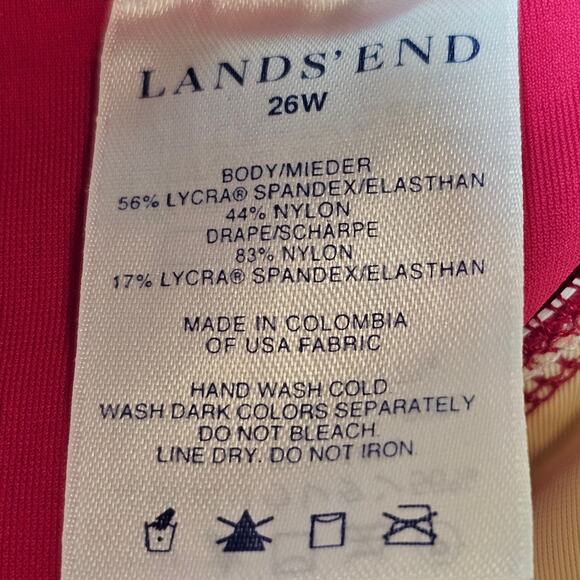 LANDS' END
26W
BODY/MIEDER
56% LYCRA® SPANDEX/ELASTHAN
44% NYLON
DRAPE/SCHARPE
83% NYLON
17% LYCRA® SPANDEX/ELASTHAN
MADE IN COLOMBIA
OF USA FABRIC
HAND WASH COLD
WASH DARK COLORS SEPARATELY
DO NOT BLEACH.
LINE DRY. DO NOT IRON.